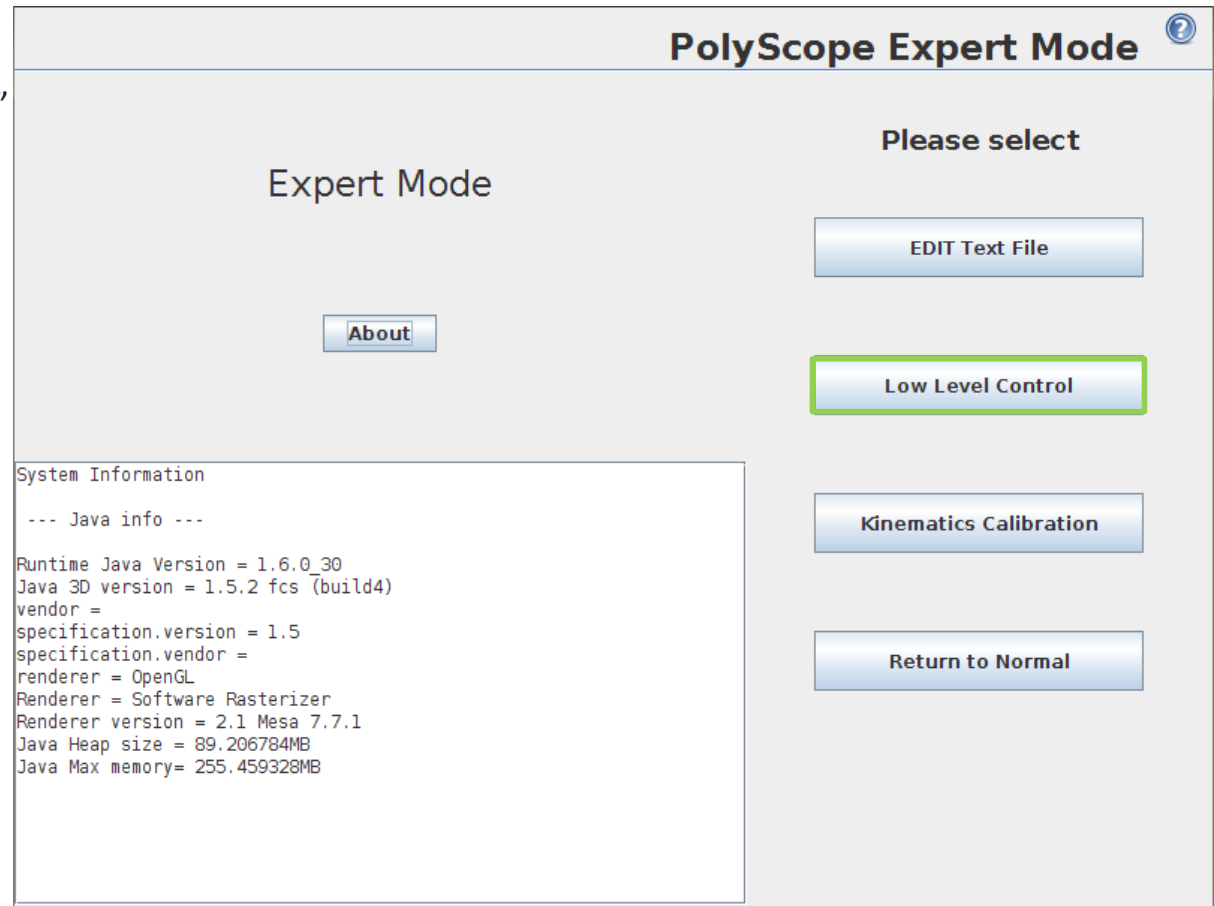 PolyScope Expert Mode
?
”
Please select
Expert Mode
EDIT Text File
About
Low Level Control
System Information
--- Java info ---
Runtime Java Version = 1.6.0_30
Java 3D version = 1.5.2 fcs (build4)
vendor =
specification.version = 1.5
specification.vendor =
renderer = OpenGL
Renderer = Software Rasterizer
Renderer version = 2.1 Mesa 7.7.1
Java Heap size = 89.206784MB
Java Max memory= 255.459328MB
Kinematics Calibration
Return to Normal